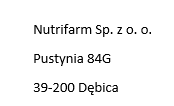 Nutrifarm Sp. z o. o.
Pustynia 84G
39-200 Dębica